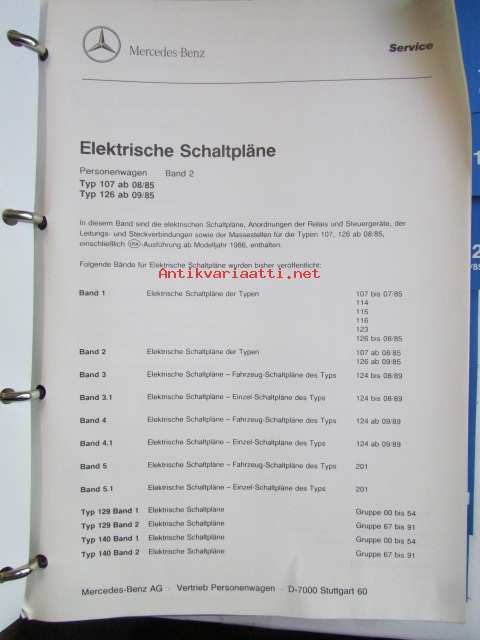 Mercedes-Benz
Service
Elektrische Schaltpläne
Personenwagen Band 2
Typ 107 ab 08/85
Typ 126 ab 09/85
In diesem Band sind die elektrischen Schaltpläne, Anordnungen der Relais und Steuergeräte, der
Leitungs- und Steckverbindungen sowie der Massestellen für die Typen 107, 126 ab 08/85,
einschließlich USA-Ausführung ab Modelljahr 1986, enthalten.
Folgende Bände für Elektrische Schaltpläne wurden bisher veröffentlicht:
Antikvariaatti.net
Band 1 Elektrische Schaltpläne der Typen 107 bis 07/85
114
115
116
123
126 bis 08/85
Band 2 Elektrische Schaltpläne der Typen 107 ab 08/85
126 ab 09/85
Band 3 Elektrische Schaltpläne – Fahrzeug-Schaltpläne des Typs 124 bis 08/89
Band 3.1 Elektrische Schaltpläne – Einzel-Schaltpläne des Typs 124 bis 08/89
Band 4 Elektrische Schaltpläne – Fahrzeug-Schaltpläne des Typs 124 ab 09/89
Band 4.1 Elektrische Schaltpläne – Einzel-Schaltpläne des Typs 124 ab 09/89
Band 5 Elektrische Schaltpläne – Fahrzeug-Schaltpläne des Typs 201
Band 5.1 Elektrische Schaltpläne – Einzel-Schaltpläne des Typs 201
Typ 129 Band 1 Elektrische Schaltpläne Gruppe 00 bis 54
Typ 129 Band 2 Elektrische Schaltpläne Gruppe 67 bis 91
Typ 140 Band 1 Elektrische Schaltpläne Gruppe 00 bis 54
Typ 140 Band 2 Elektrische Schaltpläne Gruppe 67 bis 91
Mercedes-Benz AG · Vertrieb Personenwagen · D-7000 Stuttgart 60